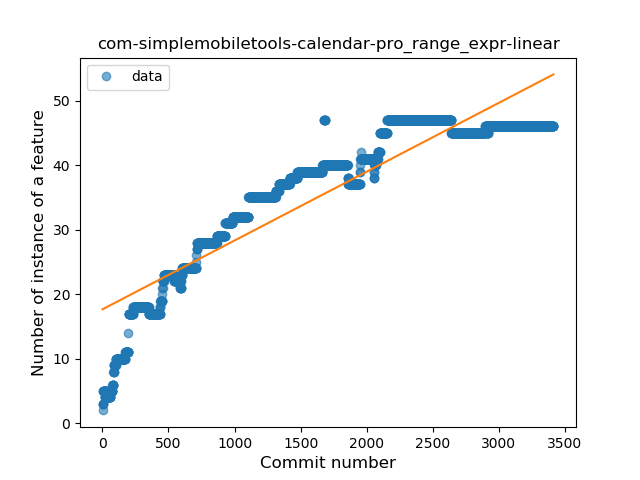 com-simplemobiletools-calendar-pro_range_expr-linear
data
Number of instance of a feature
50
40
30
20
10
0
0 500 1000 1500 2000 2500 3000 3500
Commit number